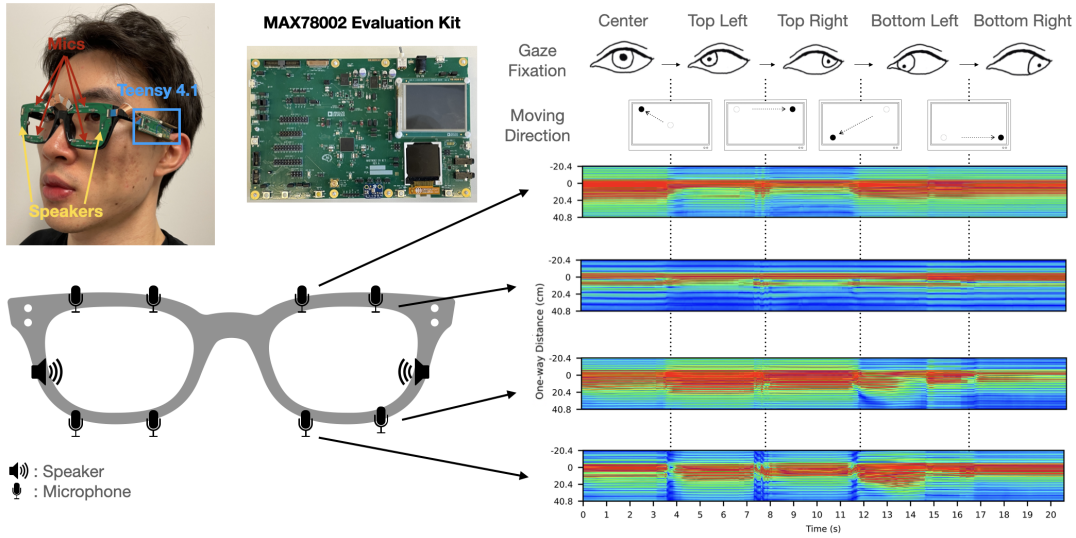 Mics
Teensy 4.1
Speakers
MAX78002 Evaluation Kit
Center
Top Left
Top Right
Bottom Left
Bottom Right
Gaze
Fixation
Moving
Direction
-20.4
0
20.4
40.8
-20.4
0
20.4
40.8
-20.4
0
20.4
40.8
-20.4
0
20.4
40.8
One-way Distance (cm)
0 1 2 3 4 5 6 7 8 9 10 11 12 13 14 15 16 17 18 19 20
Time (s)
: Speaker
: Microphone